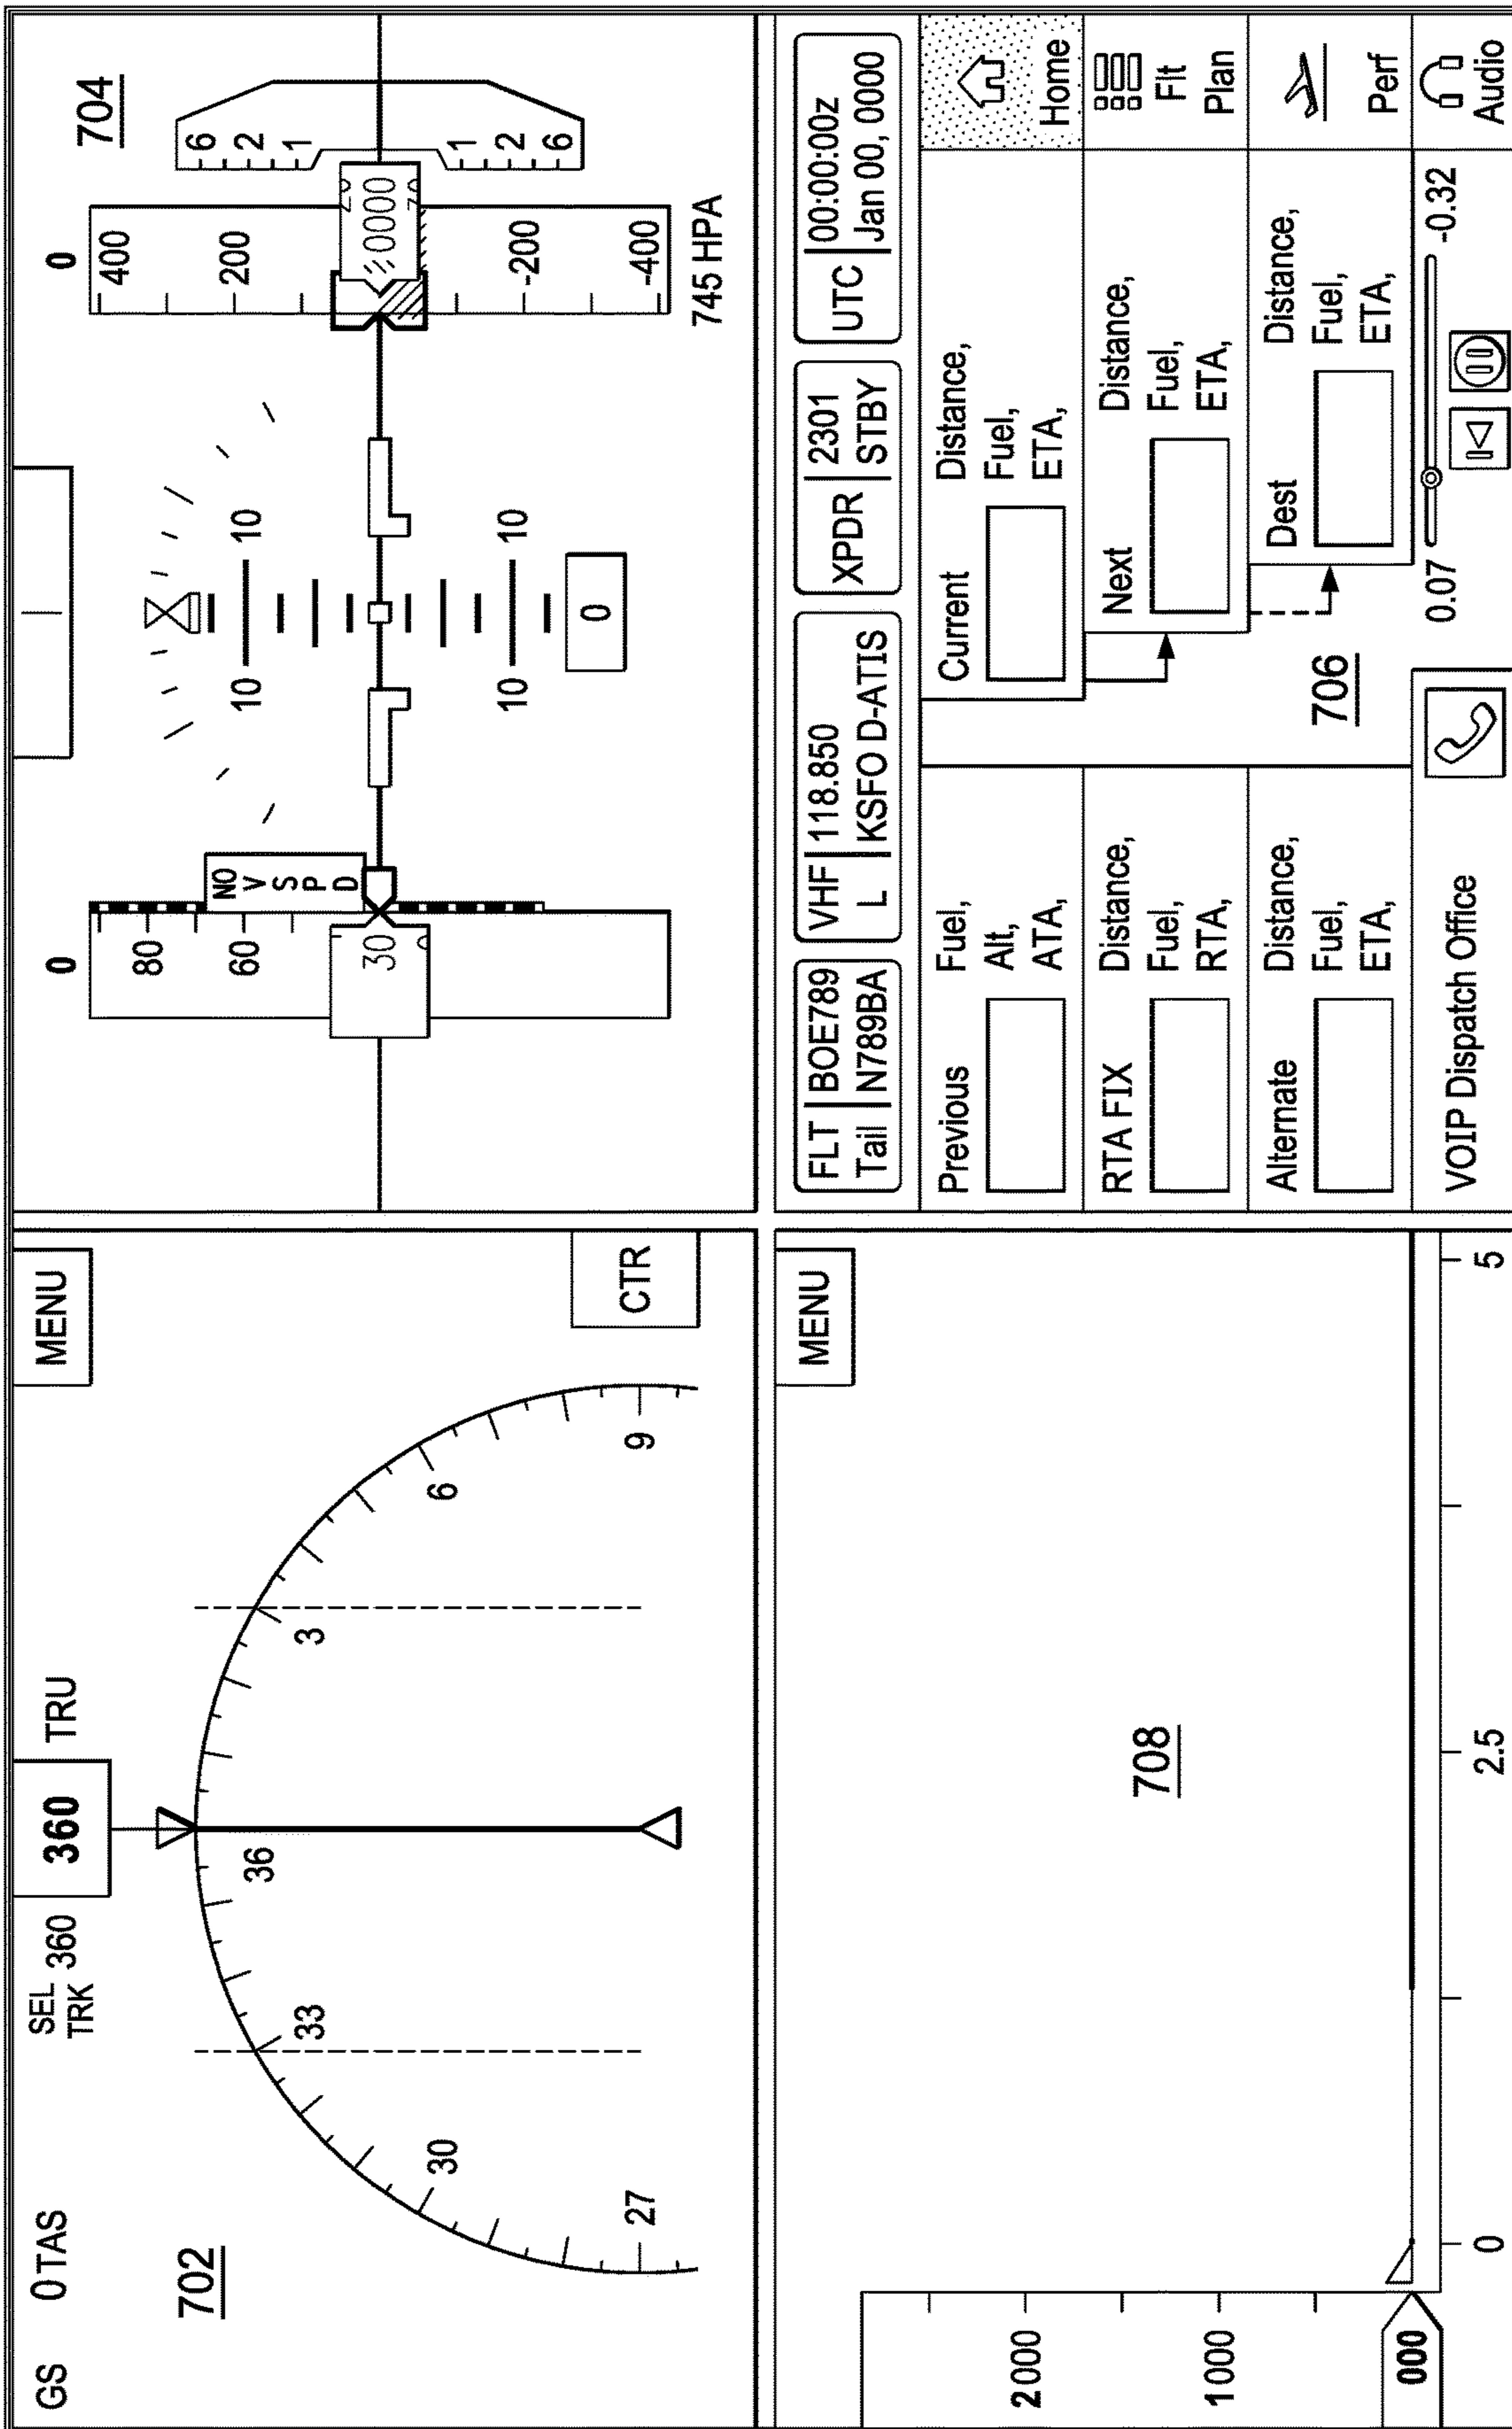 GS 0 TAS
SEL
TRK 360
360
TRU
MENU
702
36
33
30
27
3
6
9
CTR
0
80
60
30
NO
V
S
P
D
10 10
10 10
0
0
400
200
0000
-200
-400
745 HPA
704
6
2
1
1
2
6
MENU
708
2000
1000
000
0 2.5 5
FLT BOE789
Tail N789BA
VHF 118.850
L KSFO D-ATIS
XPDR 2301
STBY
UTC 00:00:00z
Jan 00, 0000
Previous Fuel,
Alt,
ATA,
Current Distance,
Fuel,
ETA,
Home
RTA FIX Distance,
Fuel,
RTA,
Next Distance,
Fuel,
ETA,
Flt
Plan
Alternate Distance,
Fuel,
ETA,
706
Dest Distance,
Fuel,
ETA,
Perf
VOIP Dispatch Office
0.07 -0.32
Audio